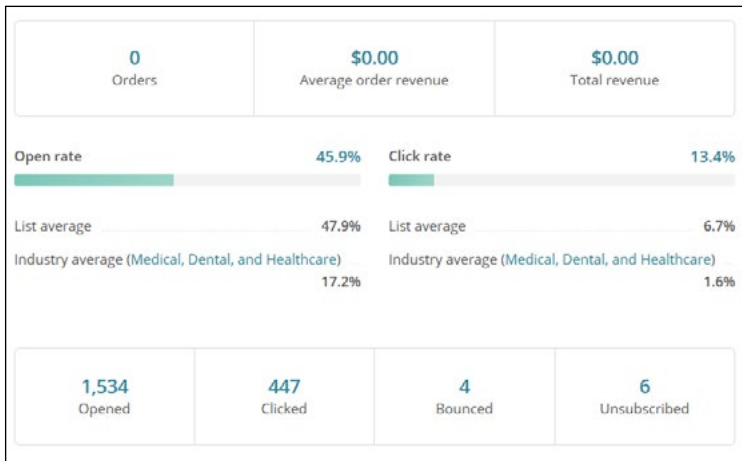 0 $0.00 $0.00
Orders Average order revenue Total revenue
Open rate 45.9% Click rate 13.4%
List average 47.9% List average 6.7%
Industry average (Medical, Dental, and Healthcare) Industry average (Medical, Dental, and Healthcare)
17.2% 1.6%
1,534 447 4 6
Opened Clicked Bounced Unsubscribed